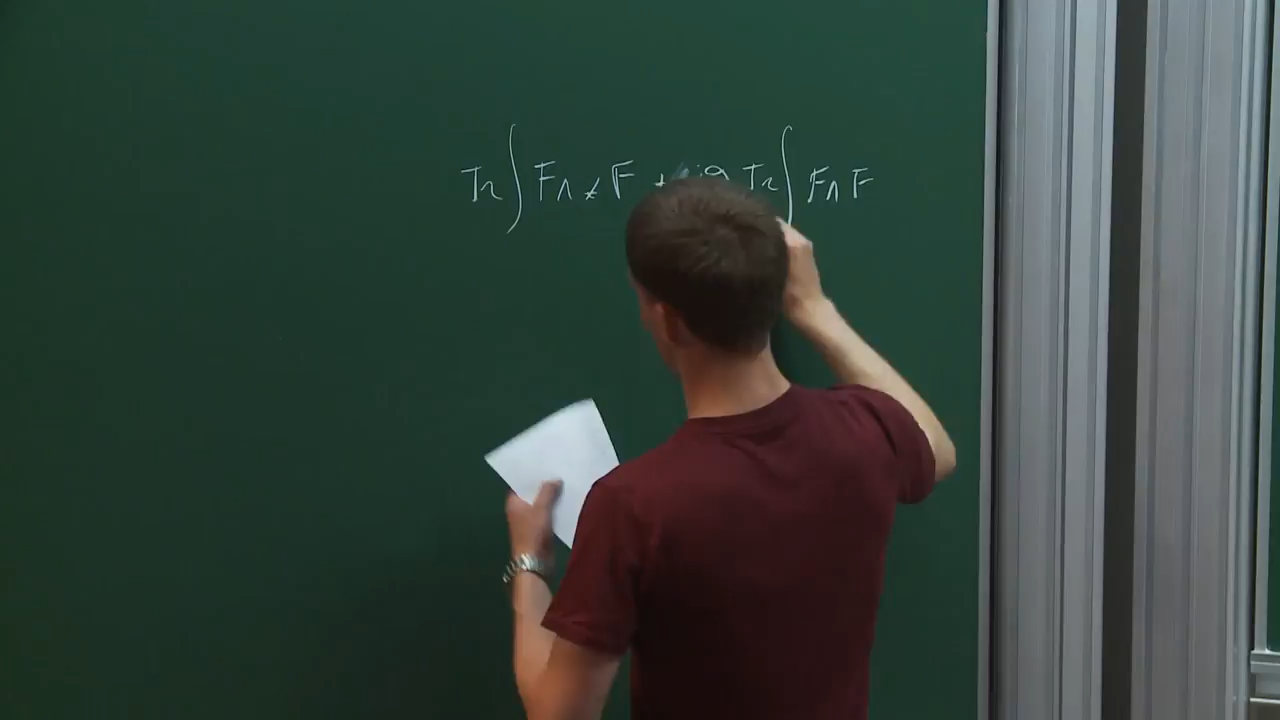 Tr ∫ F ∧ ⋆ F + iϑ Tr ∫ F ∧ F